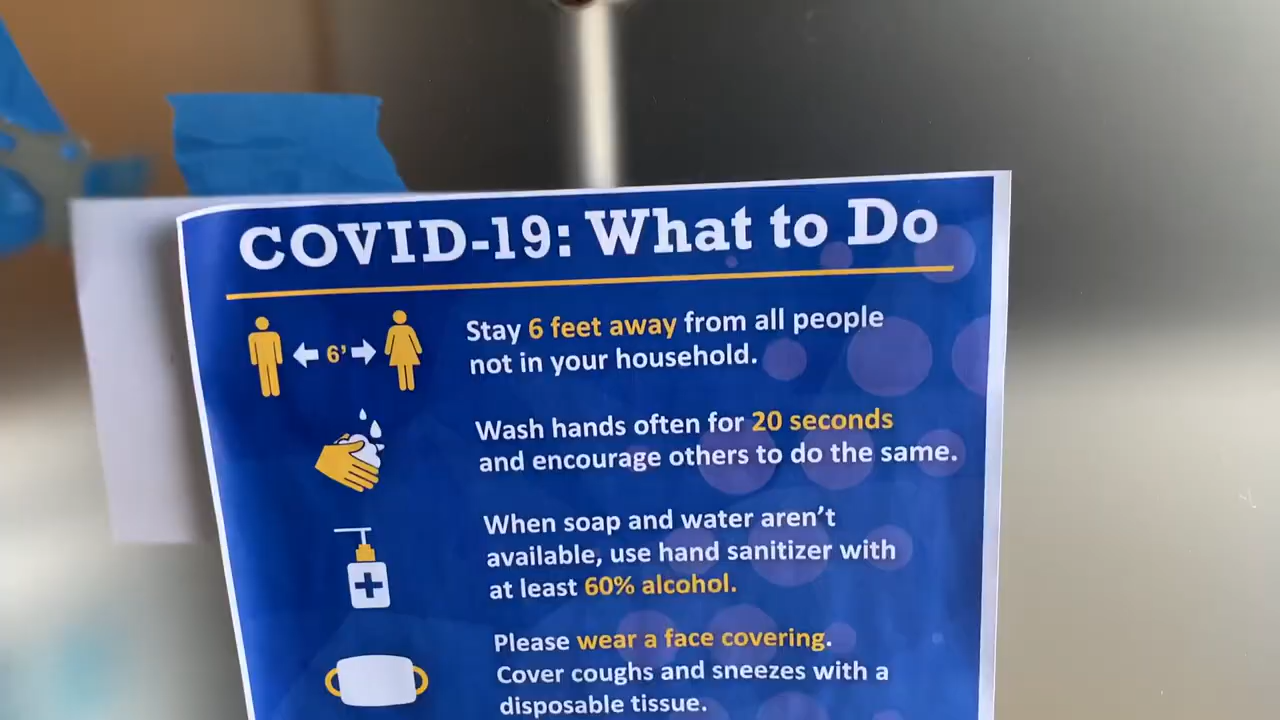 COVID-19: What to Do
6'
Stay 6 feet away from all people
not in your household.
Wash hands often for 20 seconds
and encourage others to do the same.
When soap and water aren't
available, use hand sanitizer with
at least 60% alcohol.
Please wear a face covering.
Cover coughs and sneezes with a
disposable tissue.